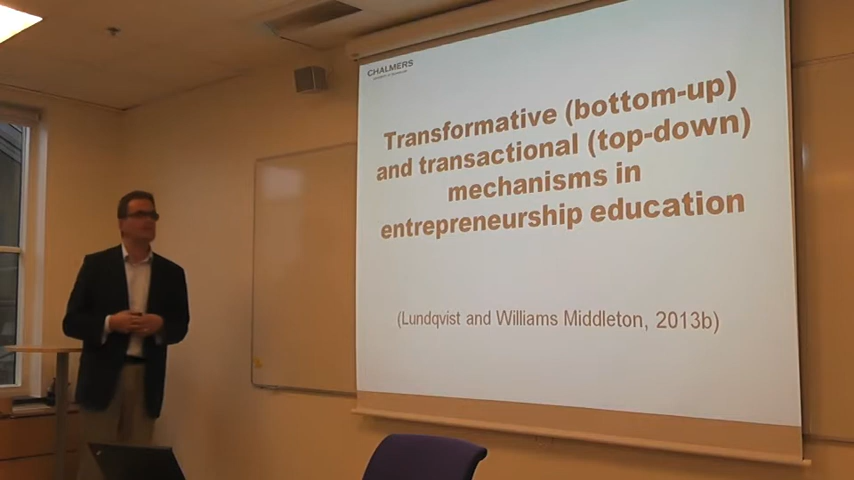 CHALMERS
Transformative (bottom-up)
and transactional (top-down)
mechanisms in
entrepreneurship education
(Lundqvist and Williams Middleton, 2013b)